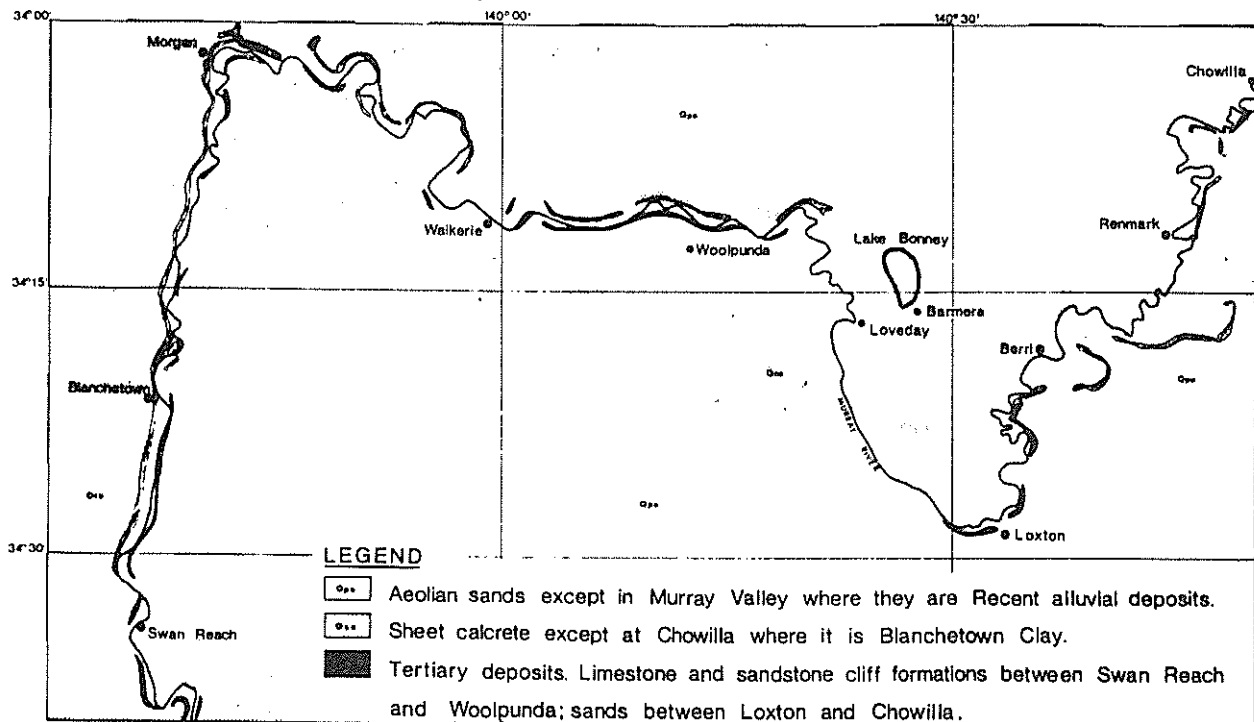 140°00'
140°30'
34°00'
Morgan
Chowilla
Qps
Waikerie
Woolpunda
Lake Bonney
Renmark
34°15'
Barmera
Loveday
Berri
Blanchetown
MURRAY RIVER
Qps
34°30'
Loxton
Swan Reach
LEGEND
Qps Aeolian sands except in Murray Valley where they are Recent alluvial deposits.
Sheet calcrete except at Chowilla where it is Blanchetown Clay.
Tertiary deposits. Limestone and sandstone cliff formations between Swan Reach
and Woolpunda; sands between Loxton and Chowilla.